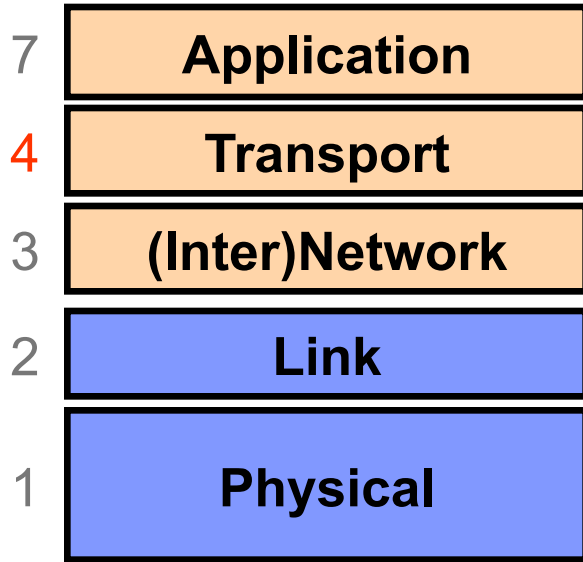 7 Application
4 Transport
3 (Inter)Network
2 Link
1 Physical